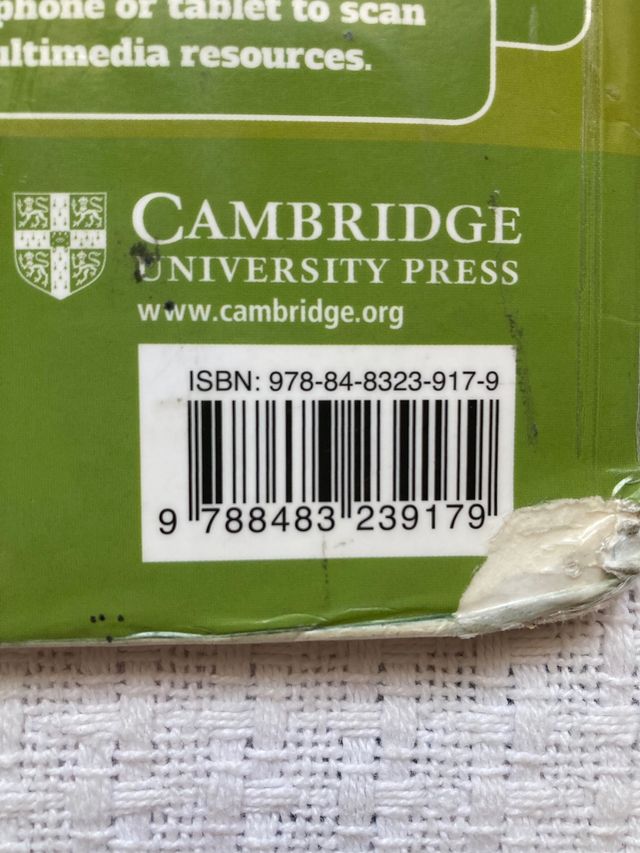 phone or tablet to scan
ultimedia resources.
CAMBRIDGE
UNIVERSITY PRESS
www.cambridge.org
ISBN: 978-84-8323-917-9
9 788483 239179